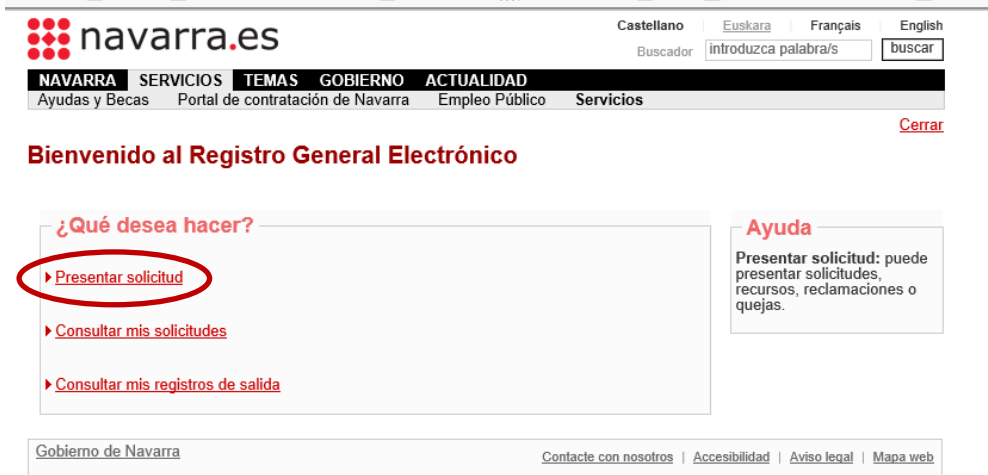 navarra.es
Castellano Euskara Français English
Buscador introduzca palabra/s buscar
NAVARRA SERVICIOS TEMAS GOBIERNO ACTUALIDAD
Ayudas y Becas Portal de contratación de Navarra Empleo Público Servicios
Cerrar
Bienvenido al Registro General Electrónico
¿Qué desea hacer?
Presentar solicitud
Consultar mis solicitudes
Consultar mis registros de salida
Ayuda
Presentar solicitud: puede
presentar solicitudes,
recursos, reclamaciones o
quejas.
Gobierno de Navarra
Contacte con nosotros | Accesibilidad | Aviso legal | Mapa web